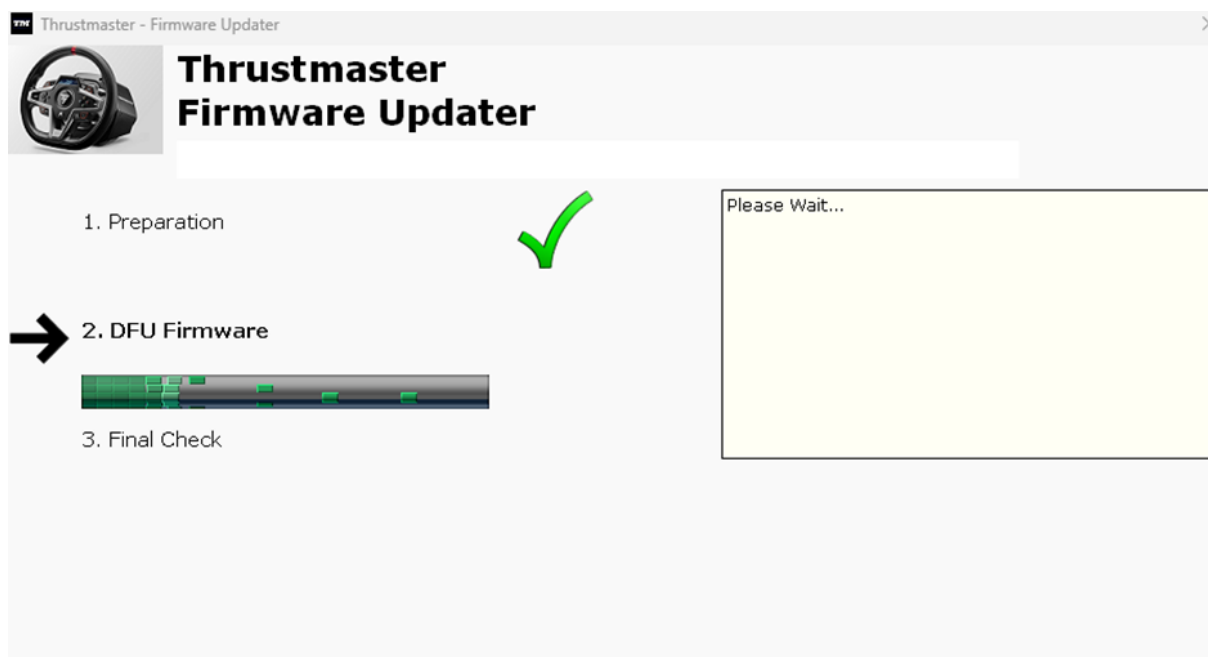 TM Thrustmaster - Firmware Updater
Thrustmaster
Firmware Updater
1. Preparation
Please Wait...
2. DFU Firmware
3. Final Check